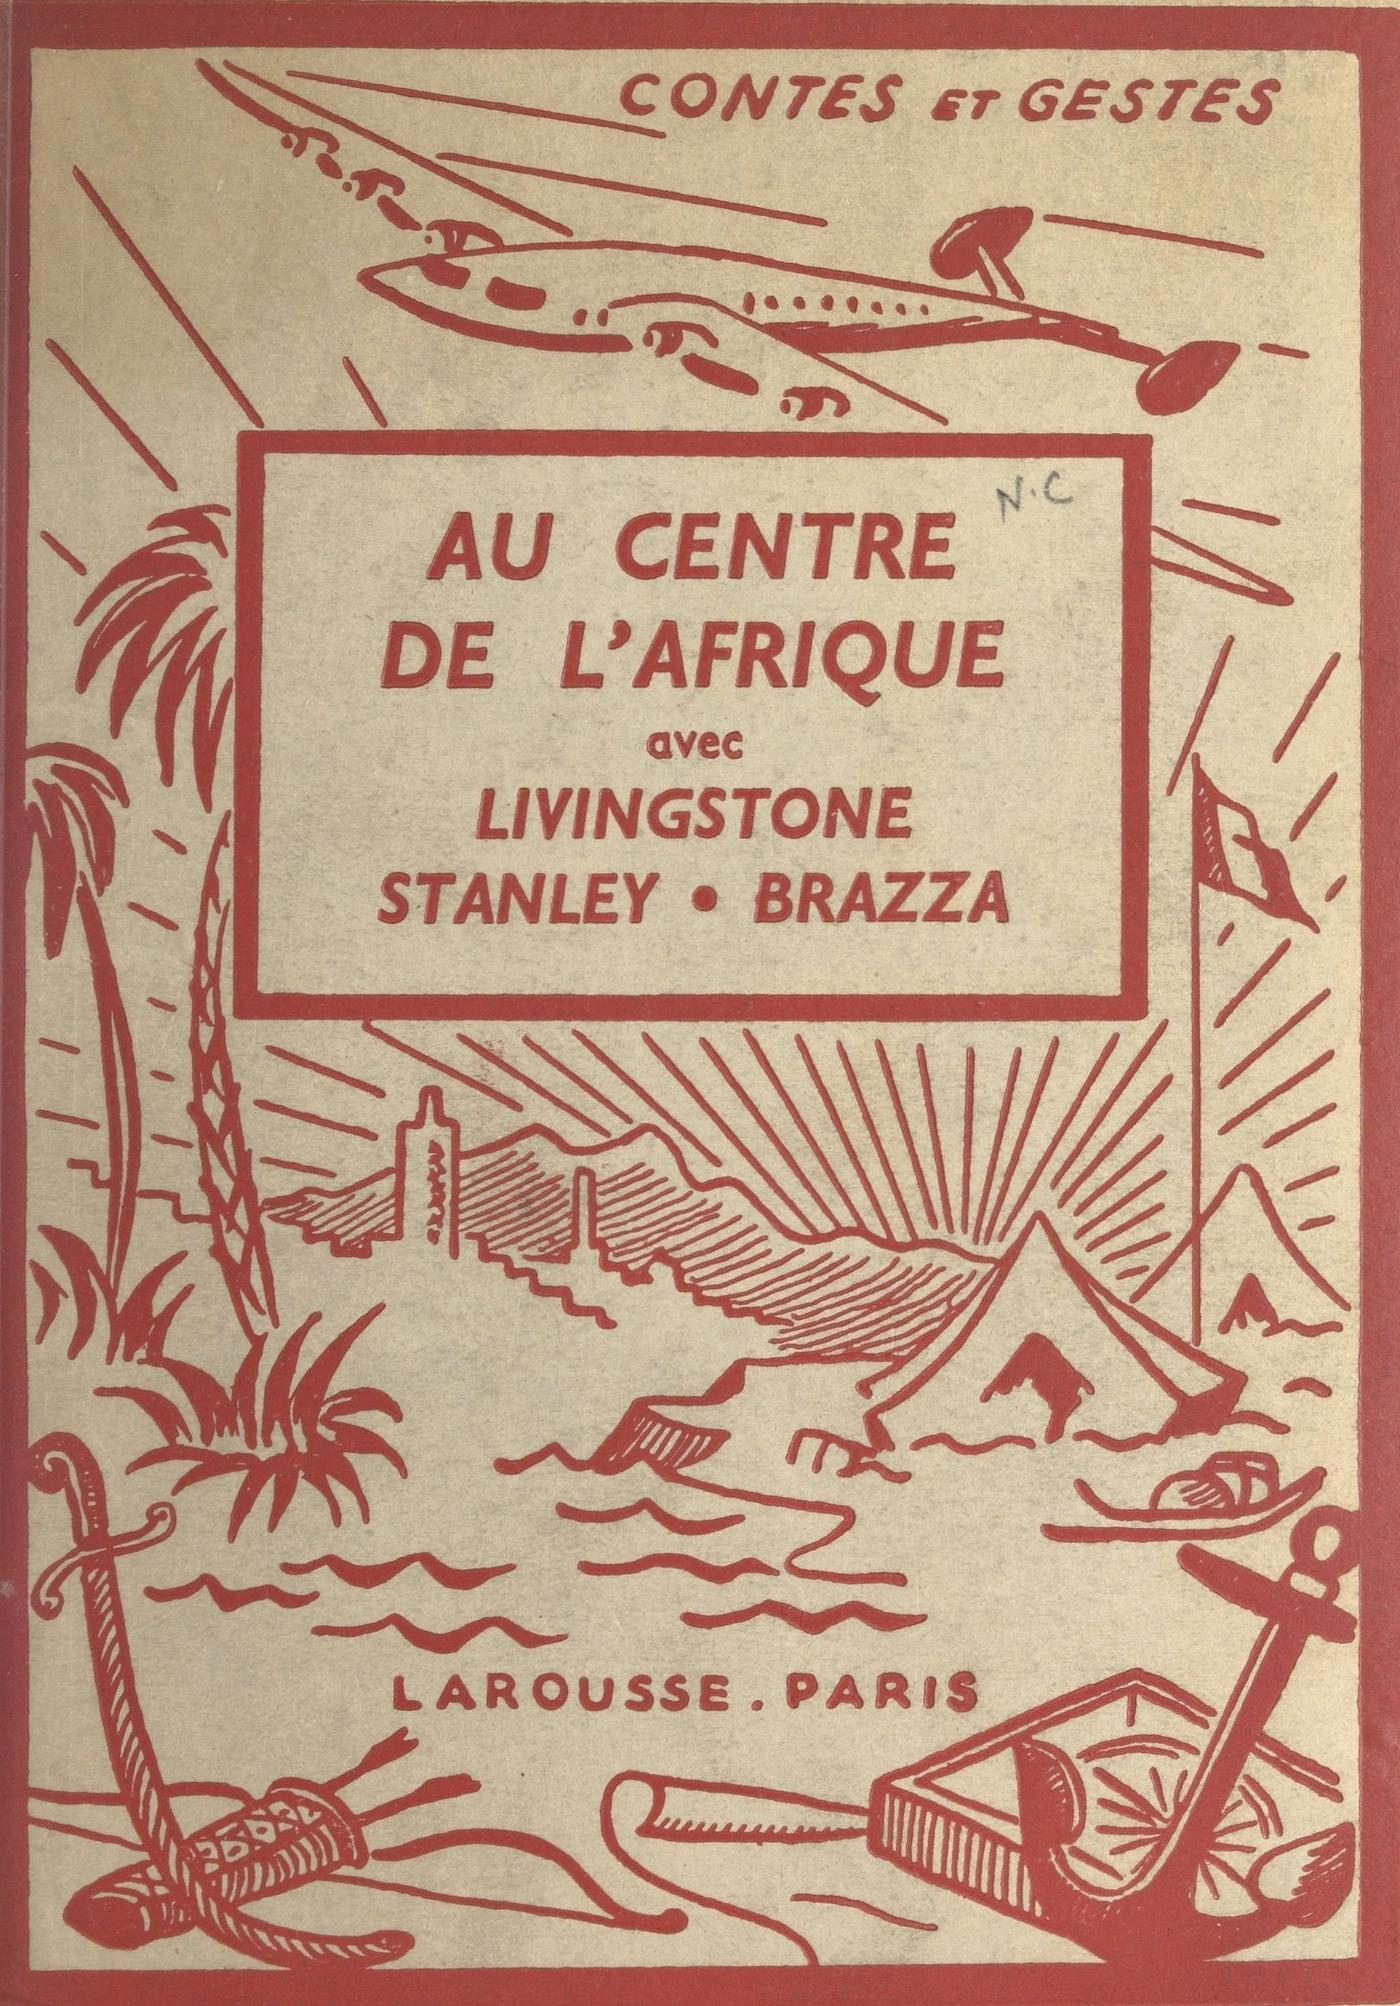 CONTES ET GESTES
N.C
AU CENTRE
DE L'AFRIQUE
avec
LIVINGSTONE
STANLEY • BRAZZA
LAROUSSE . PARIS